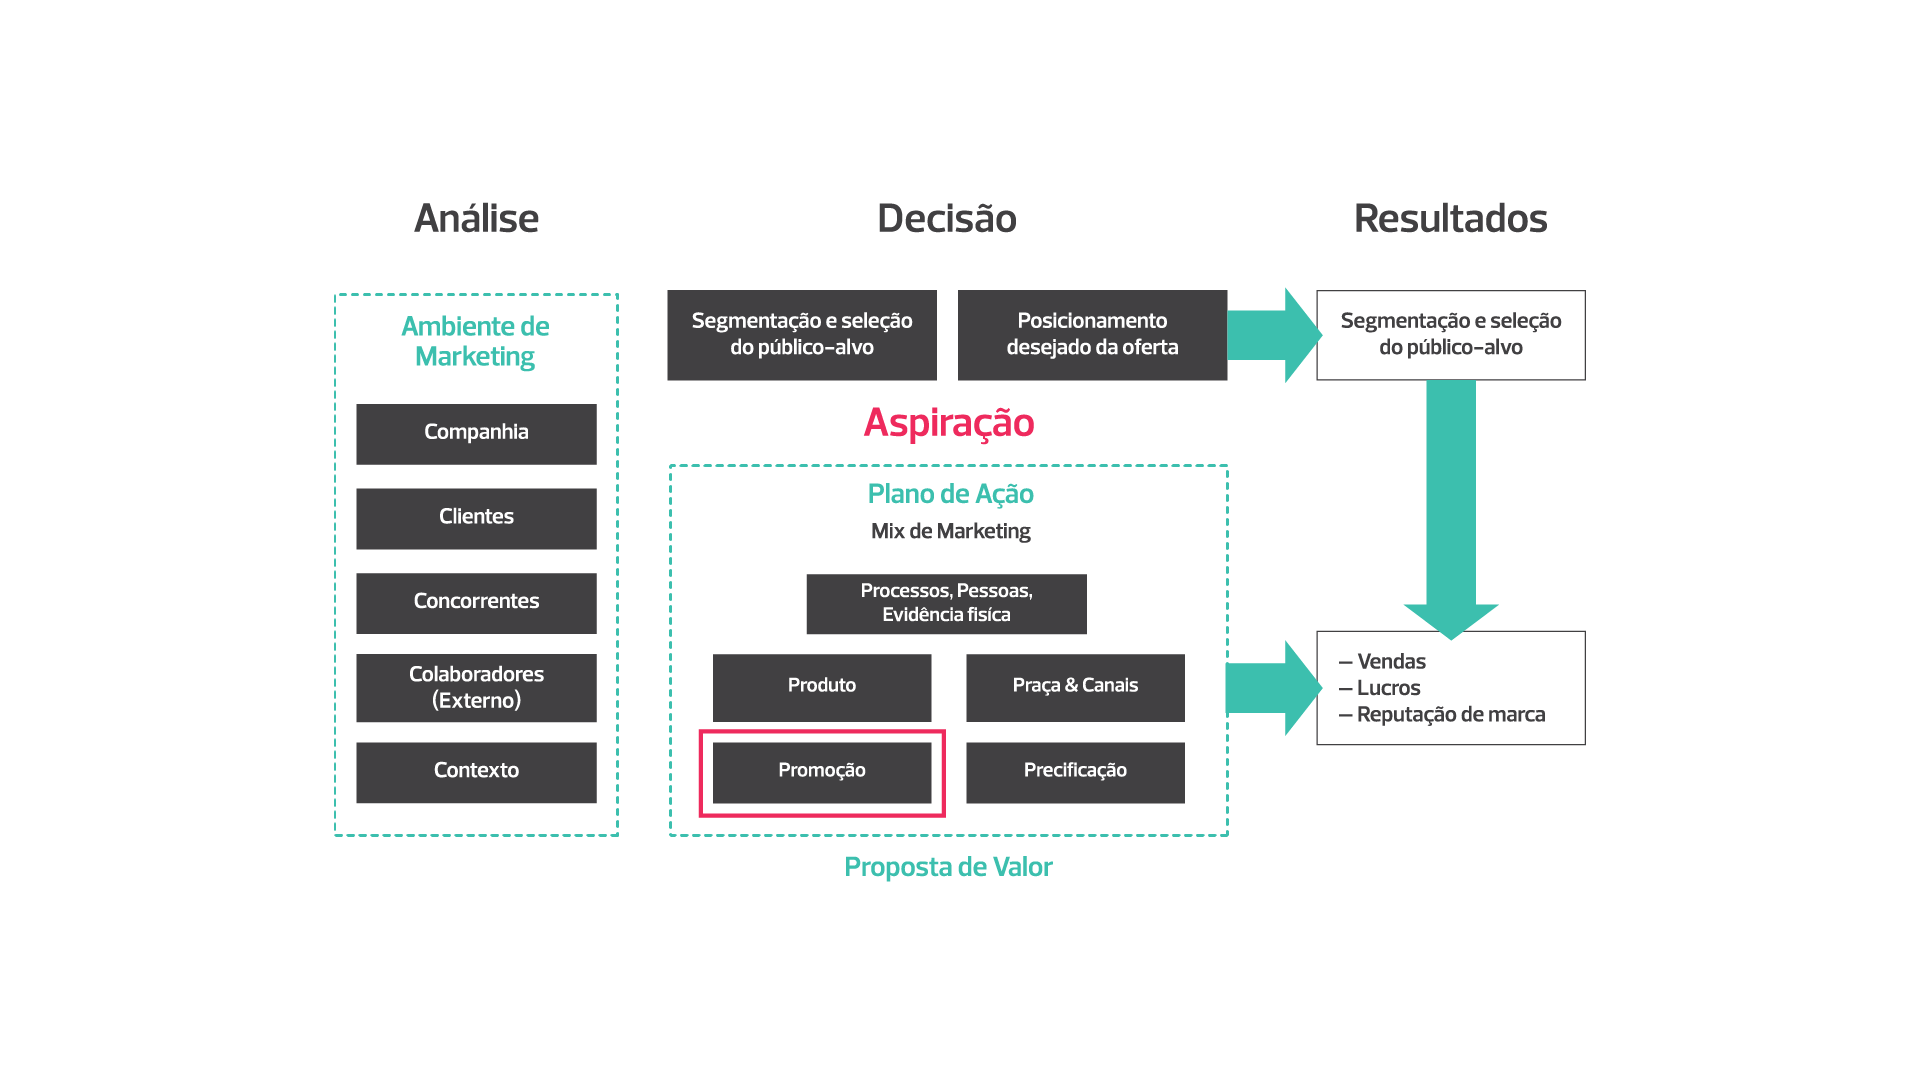 Análise
Ambiente de
Marketing
Companhia
Clientes
Concorrentes
Colaboradores
(Externo)
Contexto
Decisão
Segmentação e seleção
do público-alvo
Posicionamento
desejado da oferta
Aspiração
Plano de Ação
Mix de Marketing
Processos, Pessoas,
Evidência fisíca
Produto
Praça & Canais
Promoção
Precificação
Proposta de Valor
Resultados
Segmentação e seleção
do público-alvo
– Vendas
– Lucros
– Reputação de marca